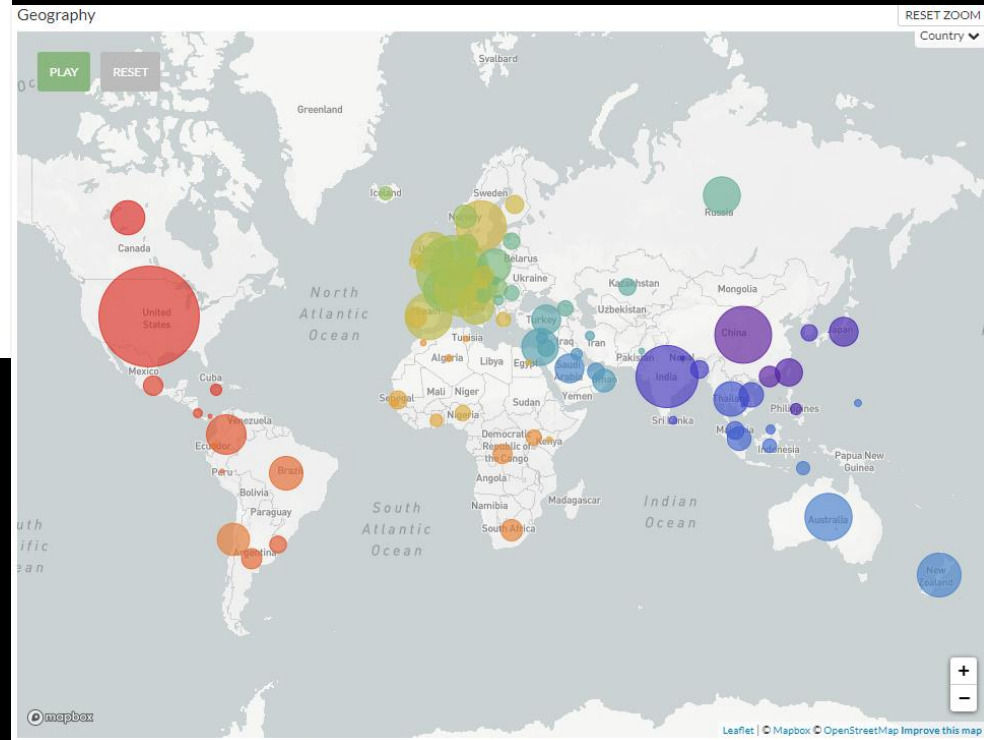 Geography
RESET ZOOM
Country
PLAY
RESET
Svalbard
Greenland
Iceland
Sweden
Norway
Russia
Canada
Belarus
Ukraine
Kazakhstan
Mongolia
North
Atlantic
Ocean
United
States
Uzbekistan
China
Japan
Turkey
Tunisia
Iraq
Iran
Mexico
Cuba
Algeria
Libya
Egypt
Saudi
Arabia
Oman
Pakistan
Nepal
India
Mali
Niger
Sudan
Yemen
Thailand
Philippines
Senegal
Nigeria
Venezuela
Ecuador
Sri Lanka
Malaysia
Democratic
Republic of
the Congo
Kenya
Indonesia
Papua New
Guinea
Peru
Brazil
Angola
Bolivia
Paraguay
South
Atlantic
Ocean
Namibia
Madagascar
Indian
Ocean
Australia
uth
ific
ean
South Africa
Argentina
New
Zealand
+
−
mapbox
Leaflet | © Mapbox © OpenStreetMap Improve this map